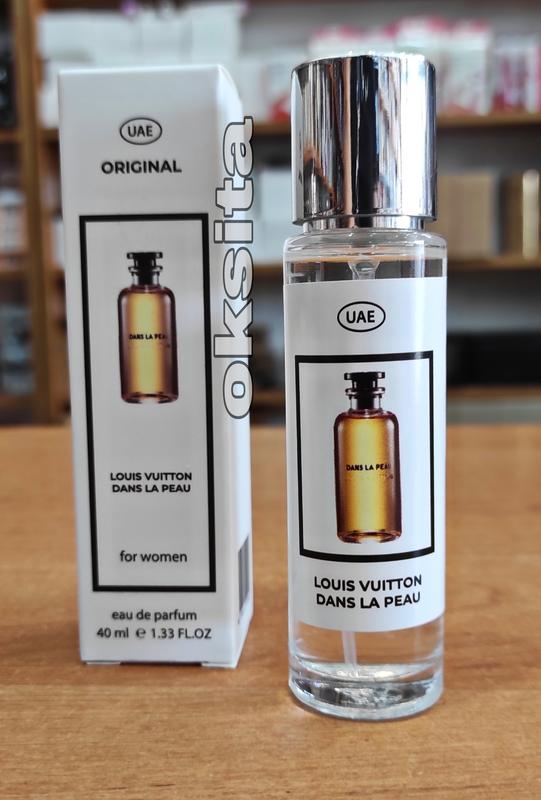 UAE
ORIGINAL
DANS LA PEAU
LOUIS VUITTON
DANS LA PEAU
for women
eau de parfum
40 ml ℮ 1.33 FL.OZ
oksita
UAE
DANS LA PEAU
LOUIS VUITTON
DANS LA PEAU